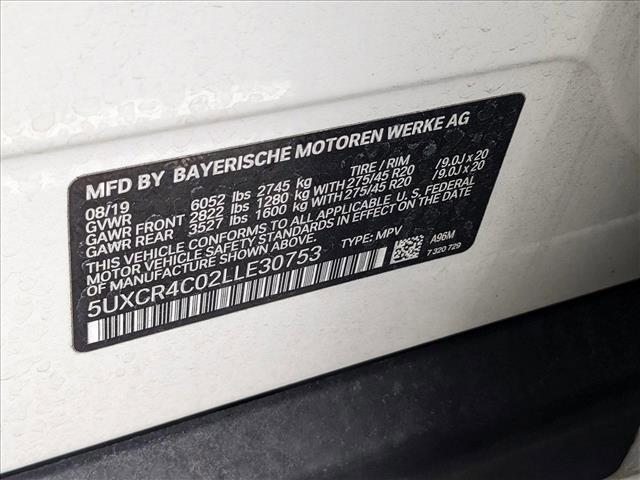 MFD BY BAYERISCHE MOTOREN WERKE AG
08/19 TIRE / RIM
GVWR 6052 lbs 2745 kg
GAWR FRONT 2822 lbs 1280 kg WITH 275/45 R20 /9.0J x 20
GAWR REAR 3527 lbs 1600 kg WITH 275/45 R20 /9.0J x 20
THIS VEHICLE CONFORMS TO ALL APPLICABLE U.S. FEDERAL
MOTOR VEHICLE SAFETY STANDARDS IN EFFECT ON THE DATE
OF MANUFACTURE SHOWN ABOVE.
5UXCR4C02LLE30753 TYPE: MPV A96M
7 320 729